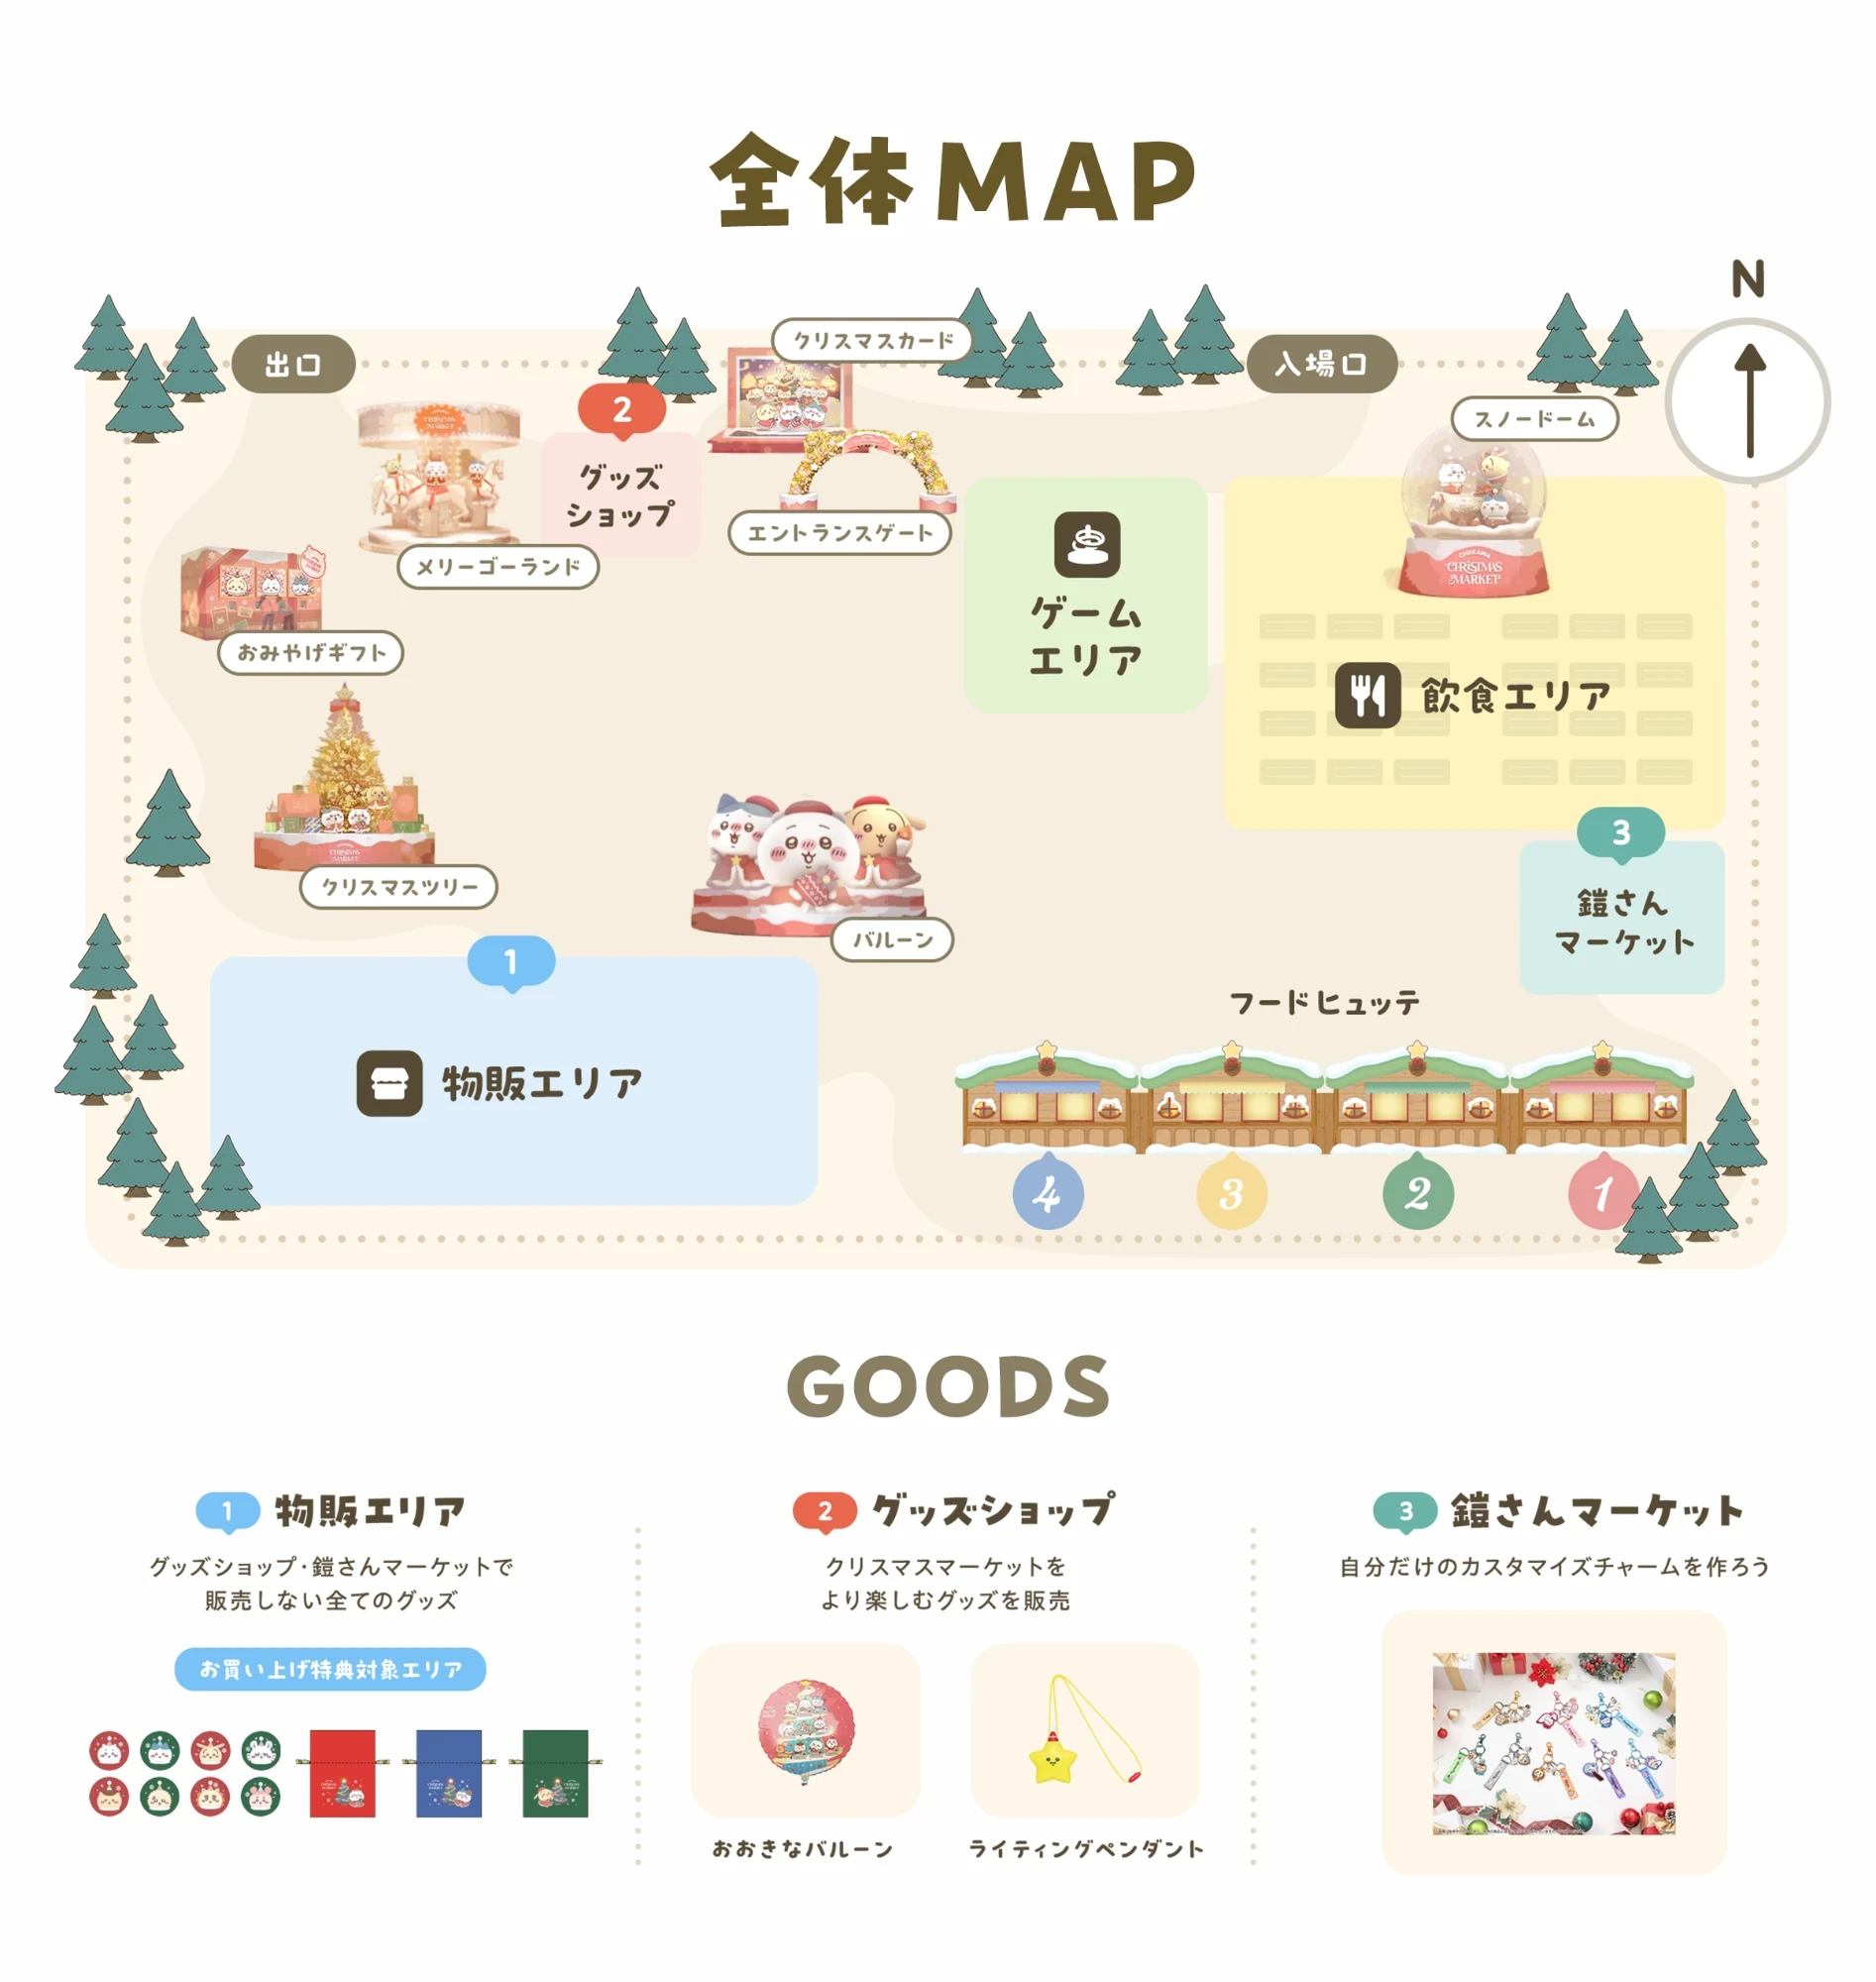 全体MAP
N
出口
クリスマスカード
入場口
スノードーム
2
グッズ
ショップ
エントランスゲート
メリーゴーランド
おみやげギフト
ゲーム
エリア
CHIIKAWA
CHRISTMAS
MARKET
飲食エリア
クリスマスツリー
バルーン
3
鎧さん
マーケット
1
物販エリア
フードヒュッテ
4
3
2
1
GOODS
1 物販エリア
グッズショップ・鎧さんマーケットで
販売しない全てのグッズ
お買い上げ特典対象エリア
2 グッズショップ
クリスマスマーケットを
より楽しむグッズを販売
おおきなバルーン
ライティングペンダント
3 鎧さんマーケット
自分だけのカスタマイズチャームを作ろう